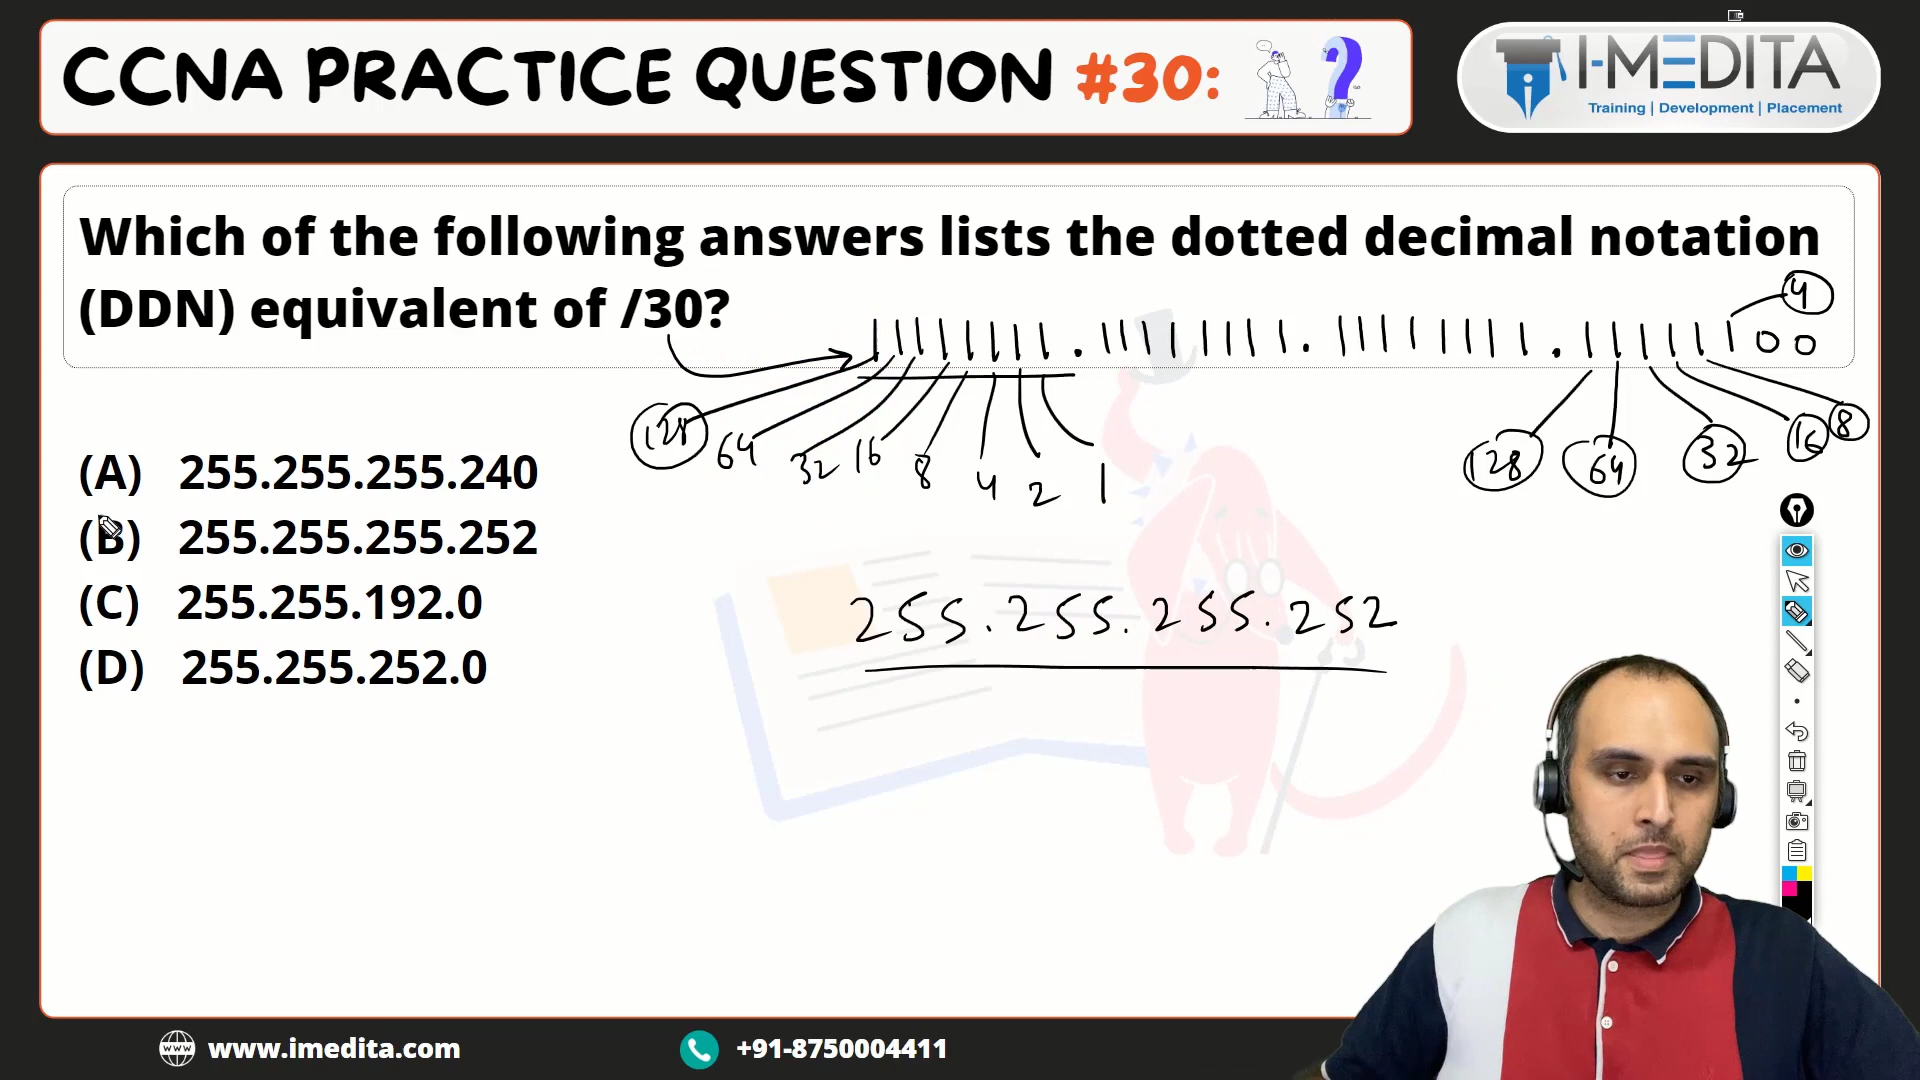 CCNA PRACTICE QUESTION #30:
I-MEDITA
Training | Development | Placement
Which of the following answers lists the dotted decimal notation
(DDN) equivalent of /30?
4
11111111.11111111.11111111.11111100
128 64 32 16 8 4 2 1
128 64 32 16 8
(A) 255.255.255.240
(B) 255.255.255.252
(C) 255.255.192.0
(D) 255.255.252.0
255.255.255.252
www.imedita.com
+91-8750004411